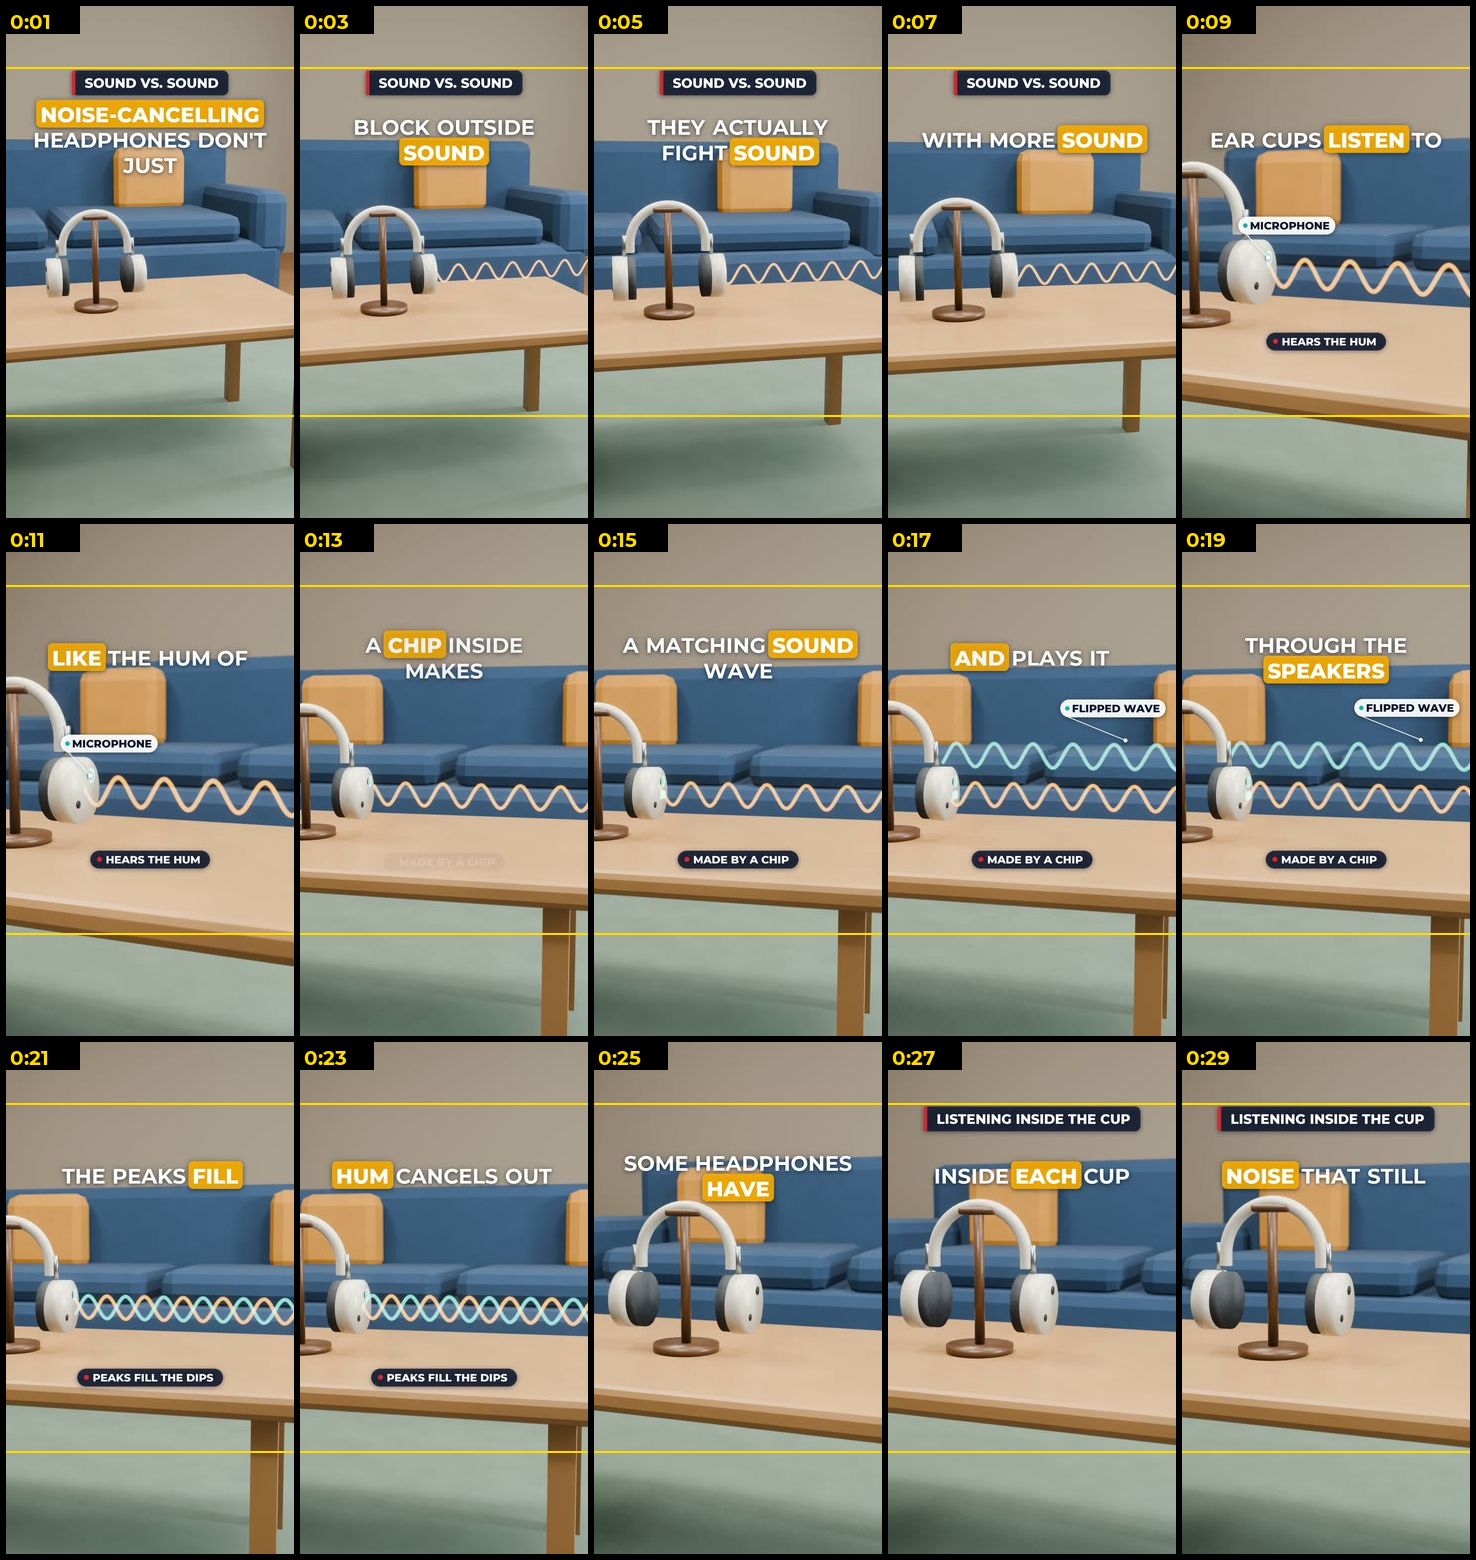 0:01
SOUND VS. SOUND
NOISE-CANCELLING
HEADPHONES DON'T
JUST
0:03
SOUND VS. SOUND
BLOCK OUTSIDE
SOUND
0:05
SOUND VS. SOUND
THEY ACTUALLY
FIGHT SOUND
0:07
SOUND VS. SOUND
WITH MORE SOUND
0:09
EAR CUPS LISTEN TO
MICROPHONE
HEARS THE HUM
0:11
LIKE THE HUM OF
MICROPHONE
HEARS THE HUM
0:13
A CHIP INSIDE
MAKES
MADE BY A CHIP
0:15
A MATCHING SOUND
WAVE
MADE BY A CHIP
0:17
AND PLAYS IT
FLIPPED WAVE
MADE BY A CHIP
0:19
THROUGH THE
SPEAKERS
FLIPPED WAVE
MADE BY A CHIP
0:21
THE PEAKS FILL
PEAKS FILL THE DIPS
0:23
HUM CANCELS OUT
PEAKS FILL THE DIPS
0:25
SOME HEADPHONES
HAVE
0:27
LISTENING INSIDE THE CUP
INSIDE EACH CUP
0:29
LISTENING INSIDE THE CUP
NOISE THAT STILL